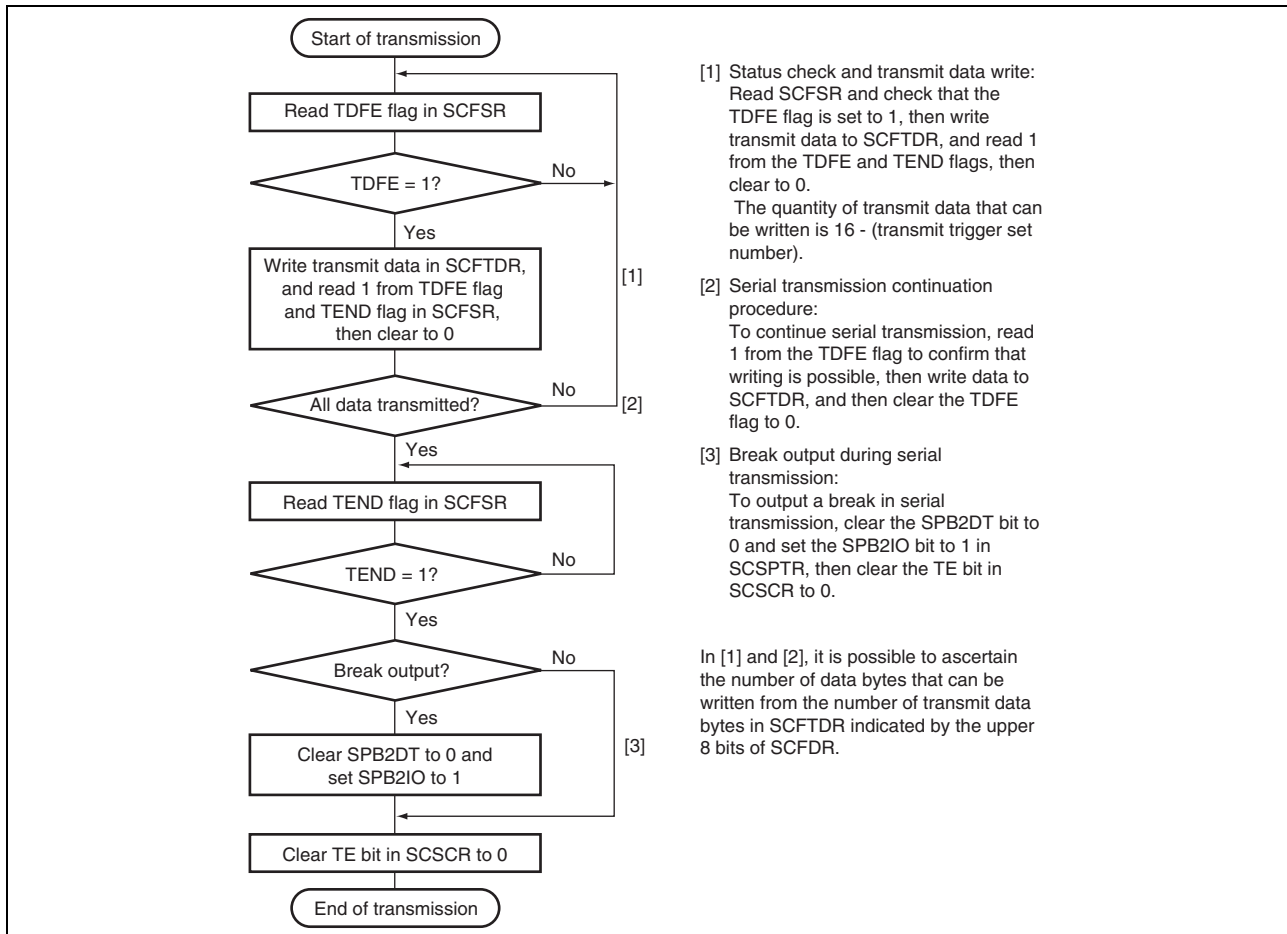 Start of transmission
Read TDFE flag in SCFSR
TDFE = 1?
No
Yes
Write transmit data in SCFTDR,
and read 1 from TDFE flag
and TEND flag in SCFSR,
then clear to 0
[1]
All data transmitted?
No
[2]
Yes
Read TEND flag in SCFSR
TEND = 1?
No
Yes
Break output?
No
Yes
Clear SPB2DT to 0 and
set SPB2IO to 1
[3]
Clear TE bit in SCSCR to 0
End of transmission
[1] Status check and transmit data write:
Read SCFSR and check that the
TDFE flag is set to 1, then write
transmit data to SCFTDR, and read 1
from the TDFE and TEND flags, then
clear to 0.
The quantity of transmit data that can
be written is 16 - (transmit trigger set
number).
[2] Serial transmission continuation
procedure:
To continue serial transmission, read
1 from the TDFE flag to confirm that
writing is possible, then write data to
SCFTDR, and then clear the TDFE
flag to 0.
[3] Break output during serial
transmission:
To output a break in serial
transmission, clear the SPB2DT bit to
0 and set the SPB2IO bit to 1 in
SCSPTR, then clear the TE bit in
SCSCR to 0.
In [1] and [2], it is possible to ascertain
the number of data bytes that can be
written from the number of transmit data
bytes in SCFTDR indicated by the upper
8 bits of SCFDR.